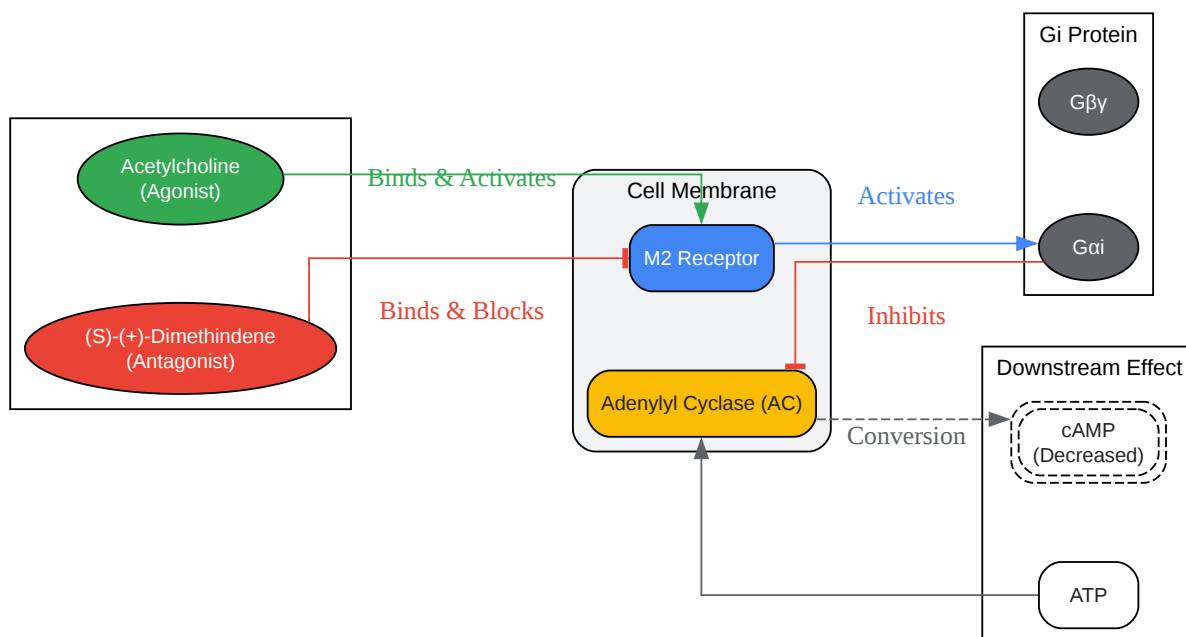 Gi Protein
Gβγ
Acetylcholine
(Agonist)
Binds & Activates
Cell Membrane
Activates
M2 Receptor
Gαi
Binds & Blocks
Inhibits
(S)-(+)-Dimethindene
(Antagonist)
Downstream Effect
Adenylyl Cyclase (AC)
Conversion
cAMP
(Decreased)
ATP